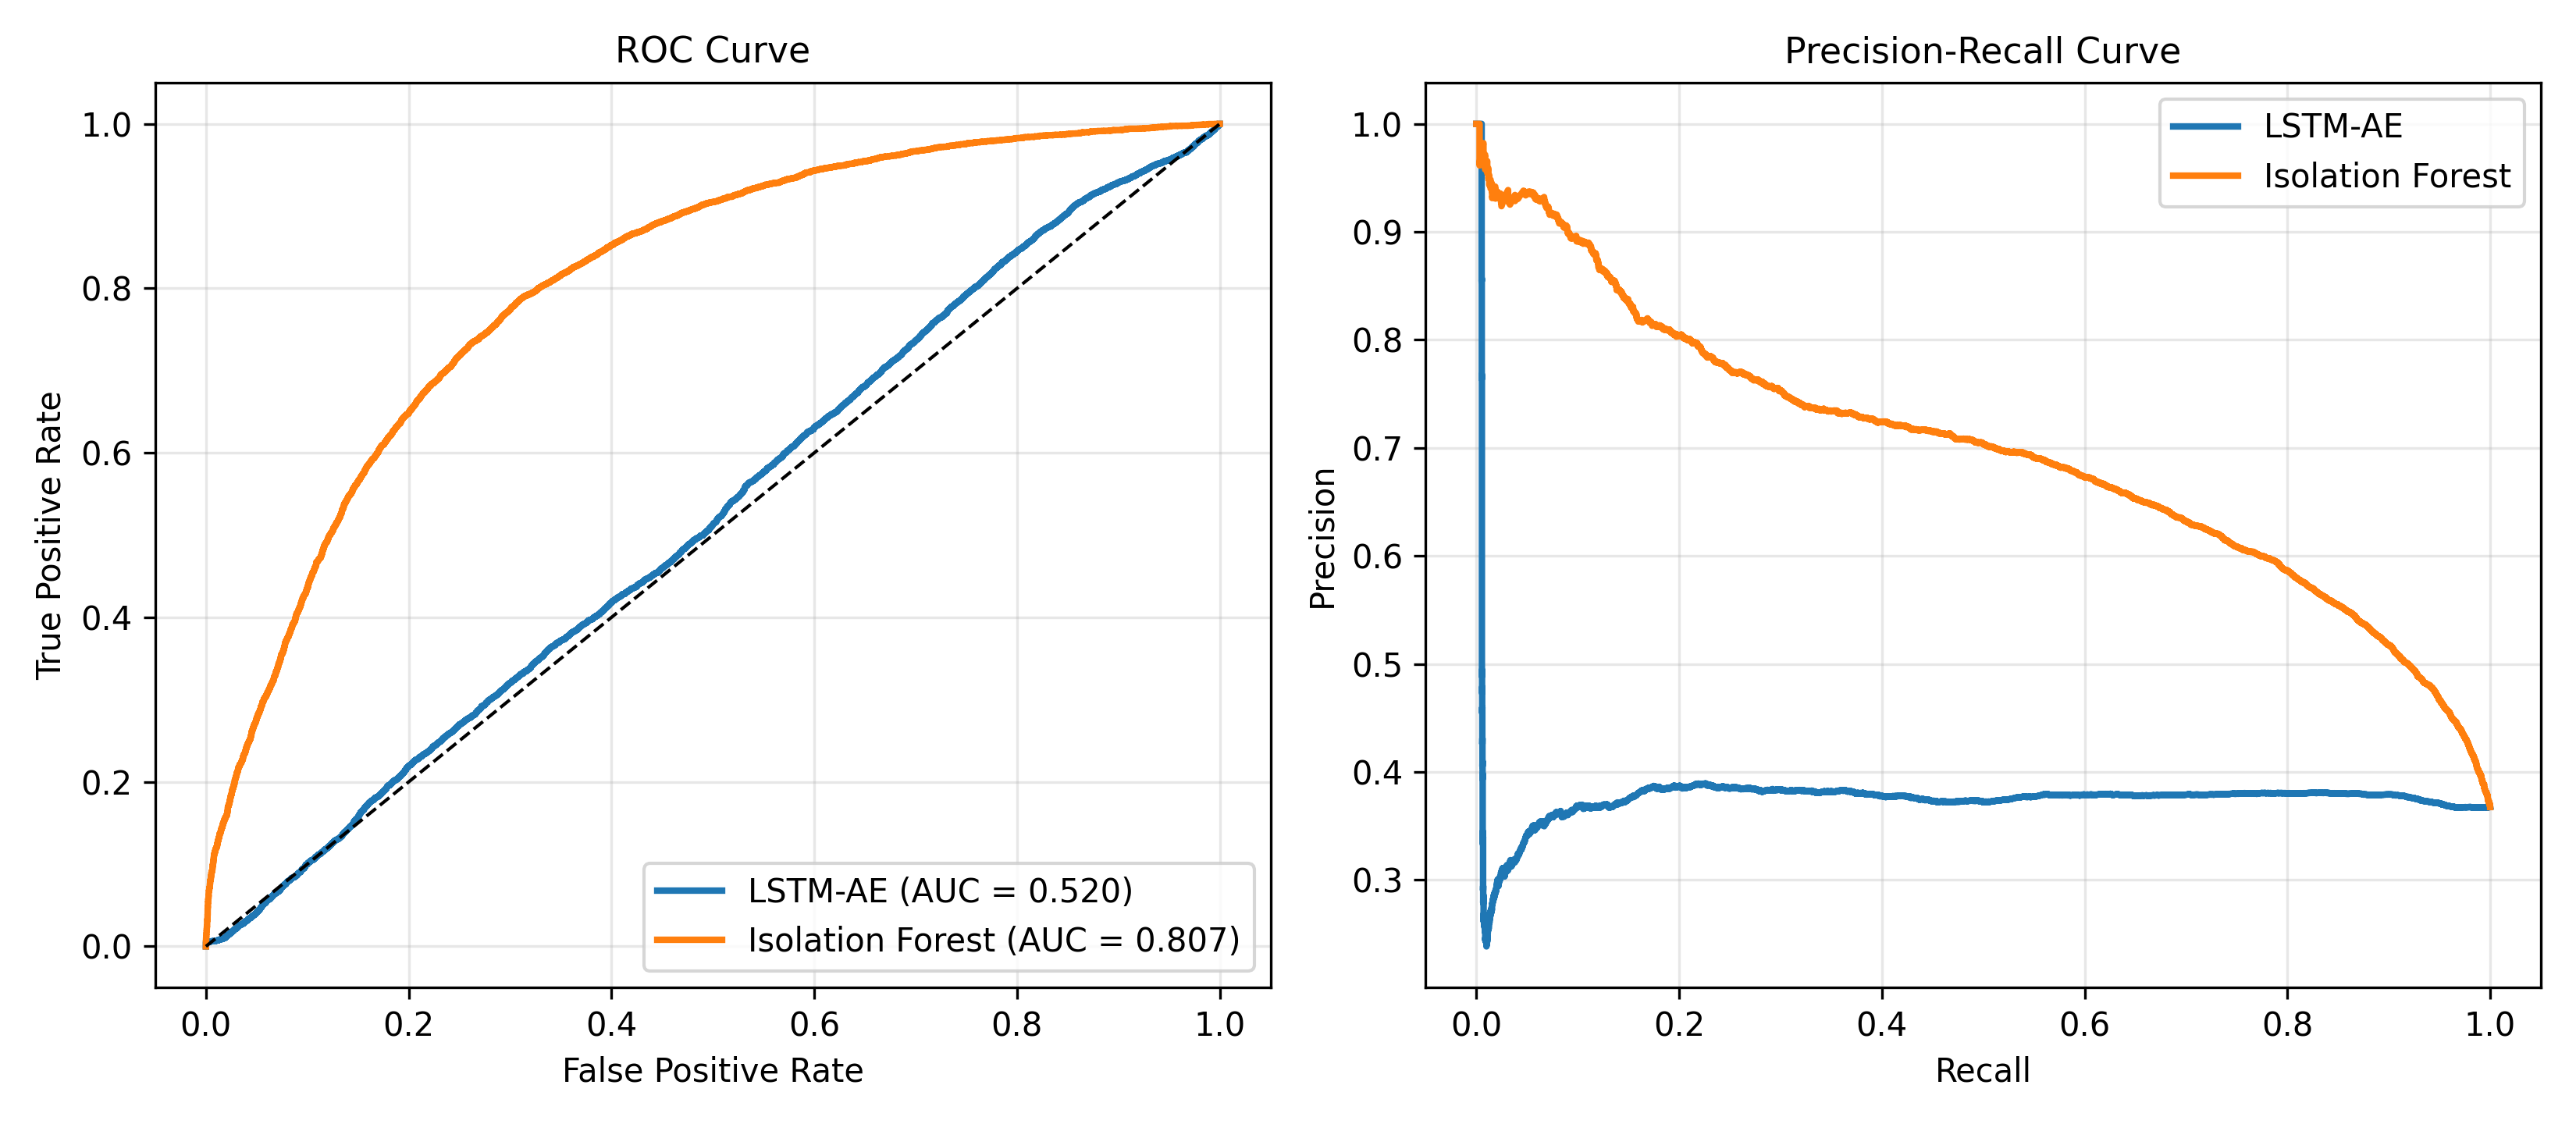 ROC Curve
1.0
0.8
0.6
0.4
0.2
0.0
True Positive Rate
0.0 0.2 0.4 0.6 0.8 1.0
False Positive Rate
LSTM-AE (AUC = 0.520)
Isolation Forest (AUC = 0.807)
Precision-Recall Curve
1.0
0.9
0.8
0.7
0.6
0.5
0.4
0.3
Precision
0.0 0.2 0.4 0.6 0.8 1.0
Recall
LSTM-AE
Isolation Forest